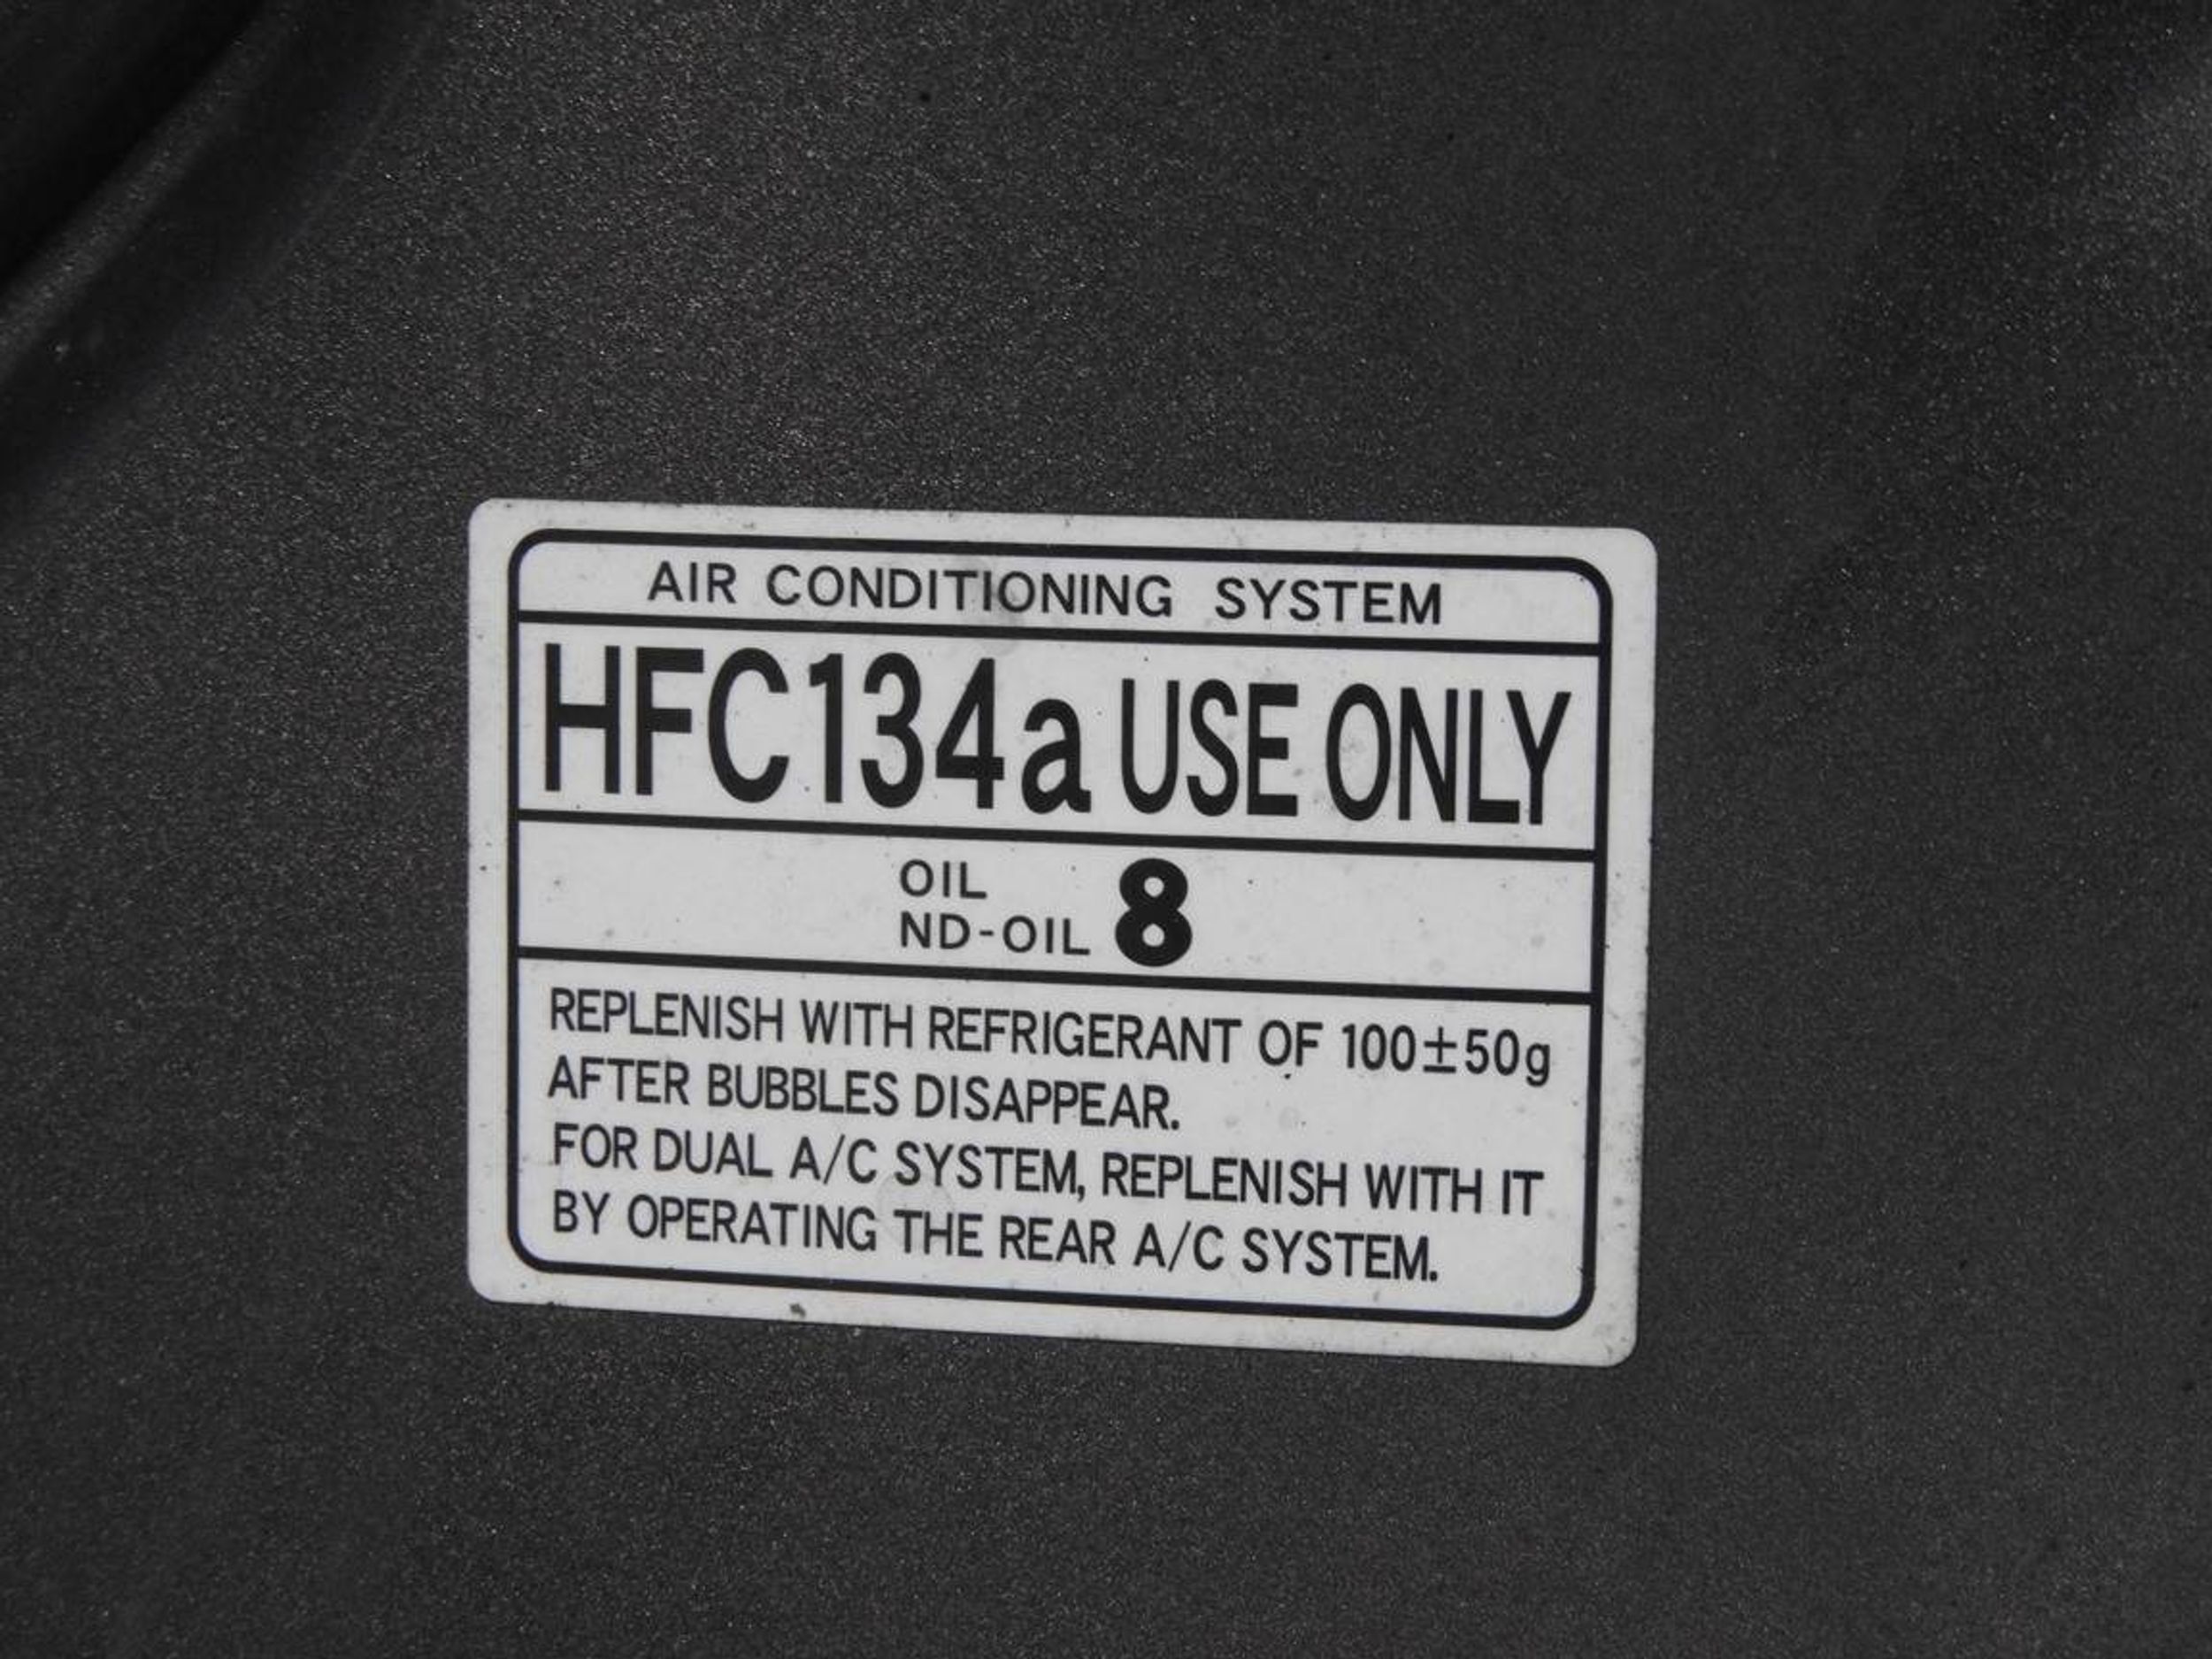 AIR CONDITIONING SYSTEM
HFC134a USE ONLY
OIL
ND-OIL 8
REPLENISH WITH REFRIGERANT OF 100±50g
AFTER BUBBLES DISAPPEAR.
FOR DUAL A/C SYSTEM, REPLENISH WITH IT
BY OPERATING THE REAR A/C SYSTEM.